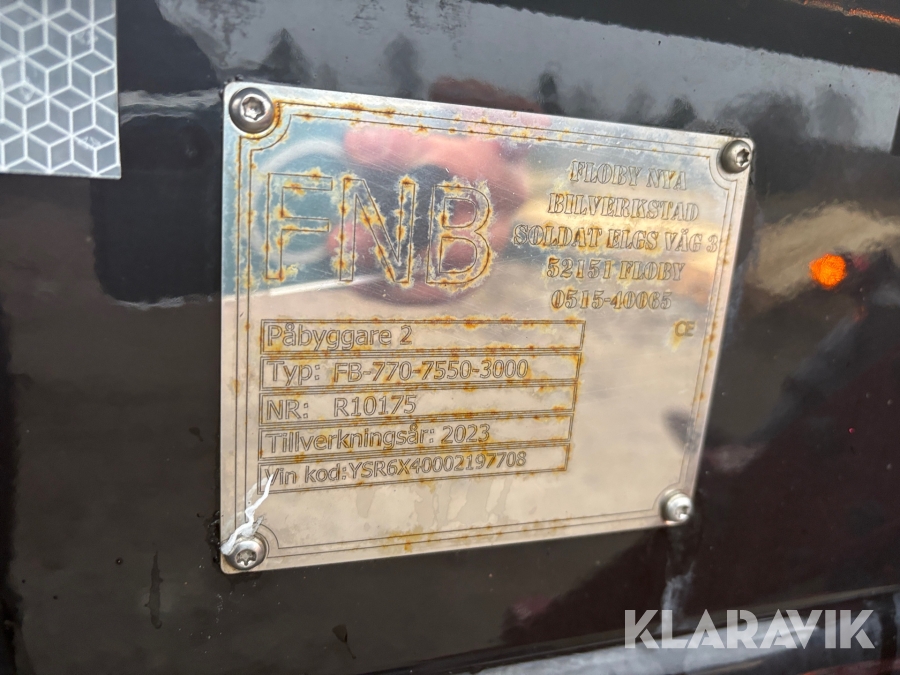 FNB
FLOBY NYA
BILVERKSTAD
SOLDAT ELGS VÄG 3
52151 FLOBY
0515-40065
CE
Påbyggare 2
Typ: FB-770-7550-3000
NR: R10175
Tillverkningsår: 2023
Vin kod:YSR6X40002197708
KLARAVIK